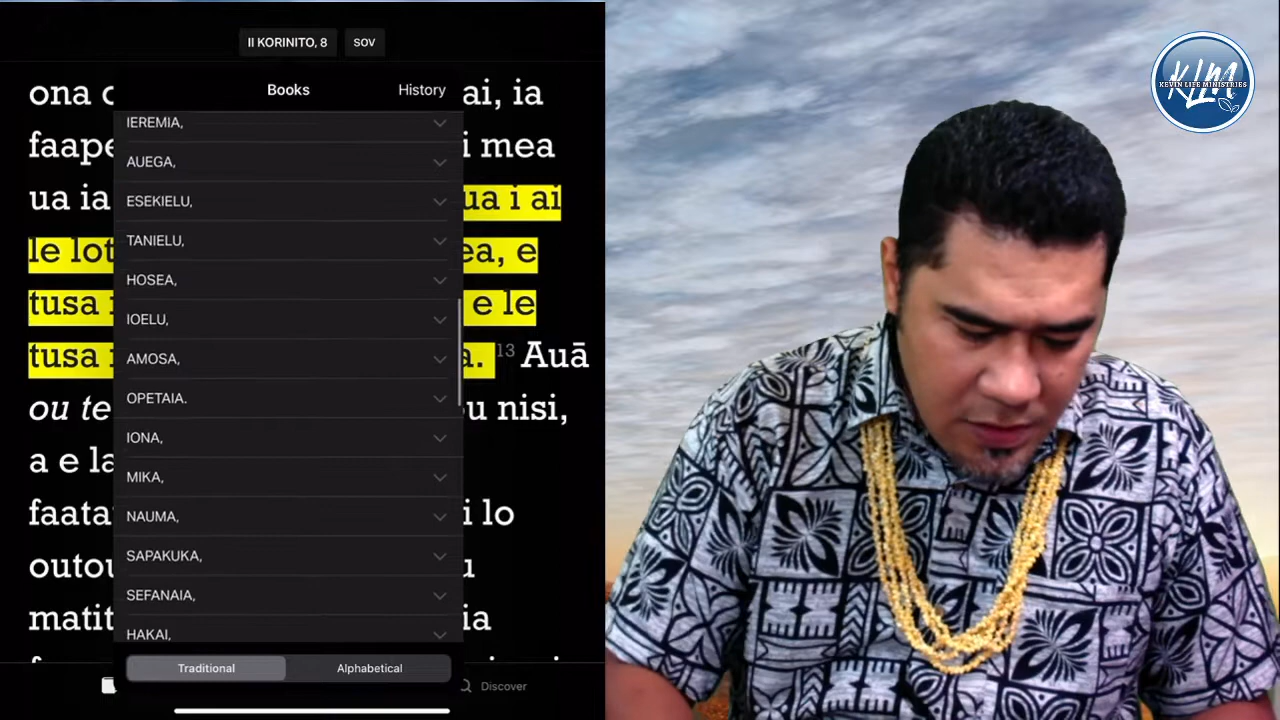 II KORINITO, 8
SOV
ona
ai, ia
Books
History
IEREMIA,
faape
i mea
AUEGA,
ua ia
ua i ai
ESEKIELU,
le lot
ea, e
TANIELU,
HOSEA,
tusa
e le
IOELU,
tusa
a. 13 Auā
AMOSA,
ou te
ou nisi,
OPETAIA.
IONA,
a e la
MIKA,
faata
i lo
NAUMA,
SAPAKUKA,
outou
SEFANAIA,
matit
ia
HAKAI,
Traditional
Alphabetical
Discover
KLM
KEVIN LIFE MINISTRIES